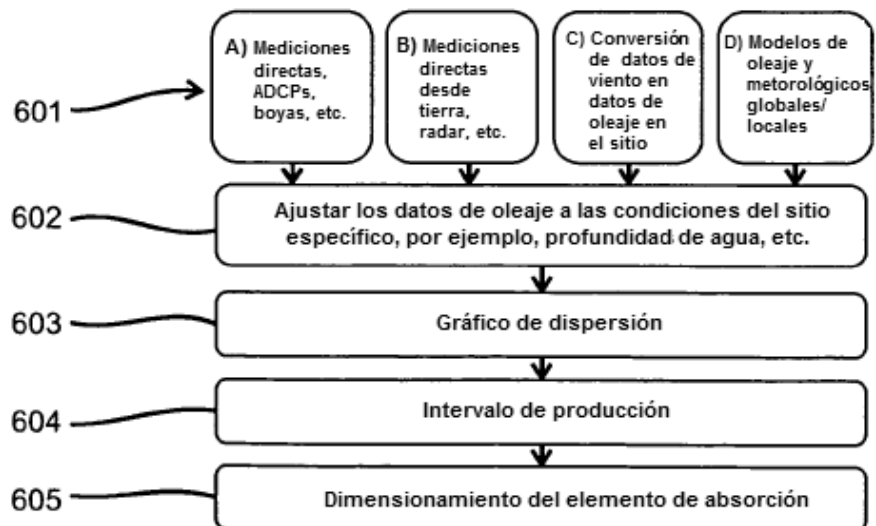 601
A) Mediciones
directas,
ADCPs,
boyas, etc.
B) Mediciones
directas
desde
tierra,
radar, etc.
C) Conversión
de datos de
viento en
datos de
oleaje en
el sitio
D) Modelos de
oleaje y
metorológicos
globales/
locales
602
Ajustar los datos de oleaje a las condiciones del sitio
específico, por ejemplo, profundidad de agua, etc.
603
Gráfico de dispersión
604
Intervalo de producción
605
Dimensionamiento del elemento de absorción